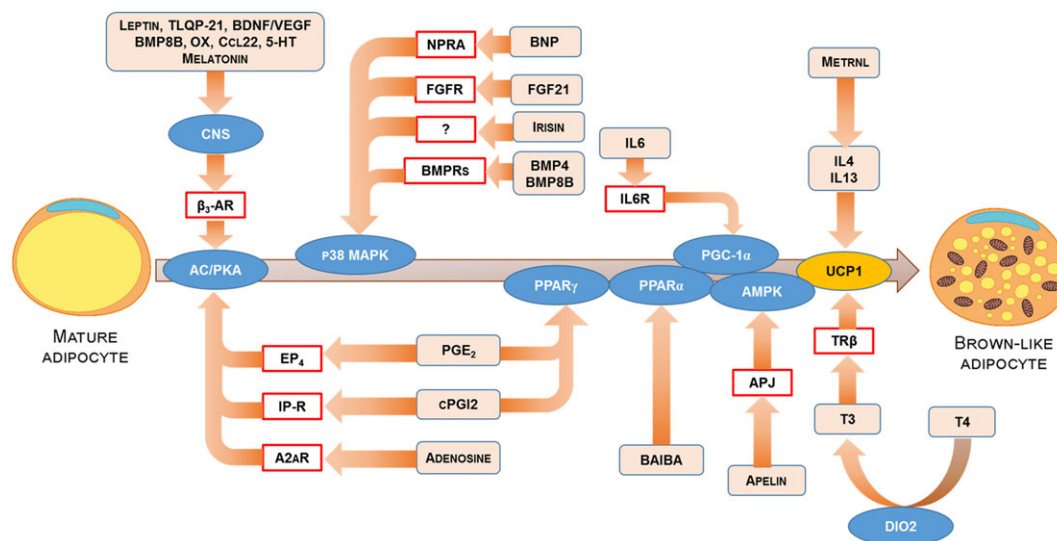 LEPTIN, TLQP-21, BDNF/VEGF
BMP8B, OX, CCL22, 5-HT
MELATONIN
CNS
β3-AR
AC/PKA
NPRA
BNP
FGFR
FGF21
?
IRISIN
BMPRS
BMP4
BMP8B
P38 MAPK
IL6
IL6R
PGC-1α
METRNL
IL4
IL13
UCP1
PPARγ
PPARα
AMPK
MATURE
ADIPOCYTE
BROWN-LIKE
ADIPOCYTE
EP4
PGE2
IP-R
CPGI2
A2AR
ADENOSINE
BAIBA
APJ
APELIN
TRβ
T3
T4
DIO2